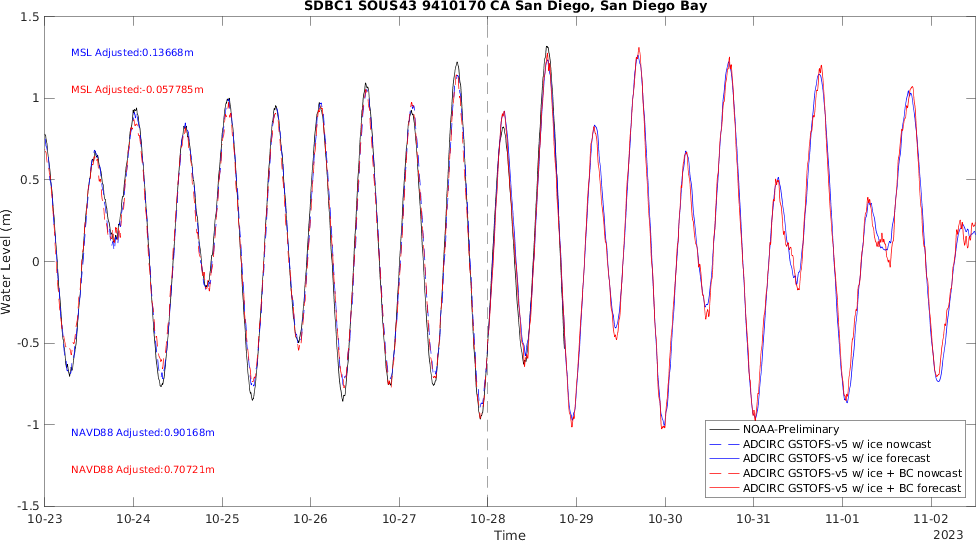 SDBC1 SOUS43 9410170 CA San Diego, San Diego Bay
1.5
MSL Adjusted:0.13668m
MSL Adjusted:-0.057785m
1
0.5
0
Water Level (m)
-0.5
-1
NAVD88 Adjusted:0.90168m
NAVD88 Adjusted:0.70721m
-1.5
NOAA-Preliminary
ADCIRC GSTOFS-v5 w/ ice nowcast
ADCIRC GSTOFS-v5 w/ ice forecast
ADCIRC GSTOFS-v5 w/ ice + BC nowcast
ADCIRC GSTOFS-v5 w/ ice + BC forecast
10-23 10-24 10-25 10-26 10-27 10-28 10-29 10-30 10-31 11-01 11-02
Time
2023